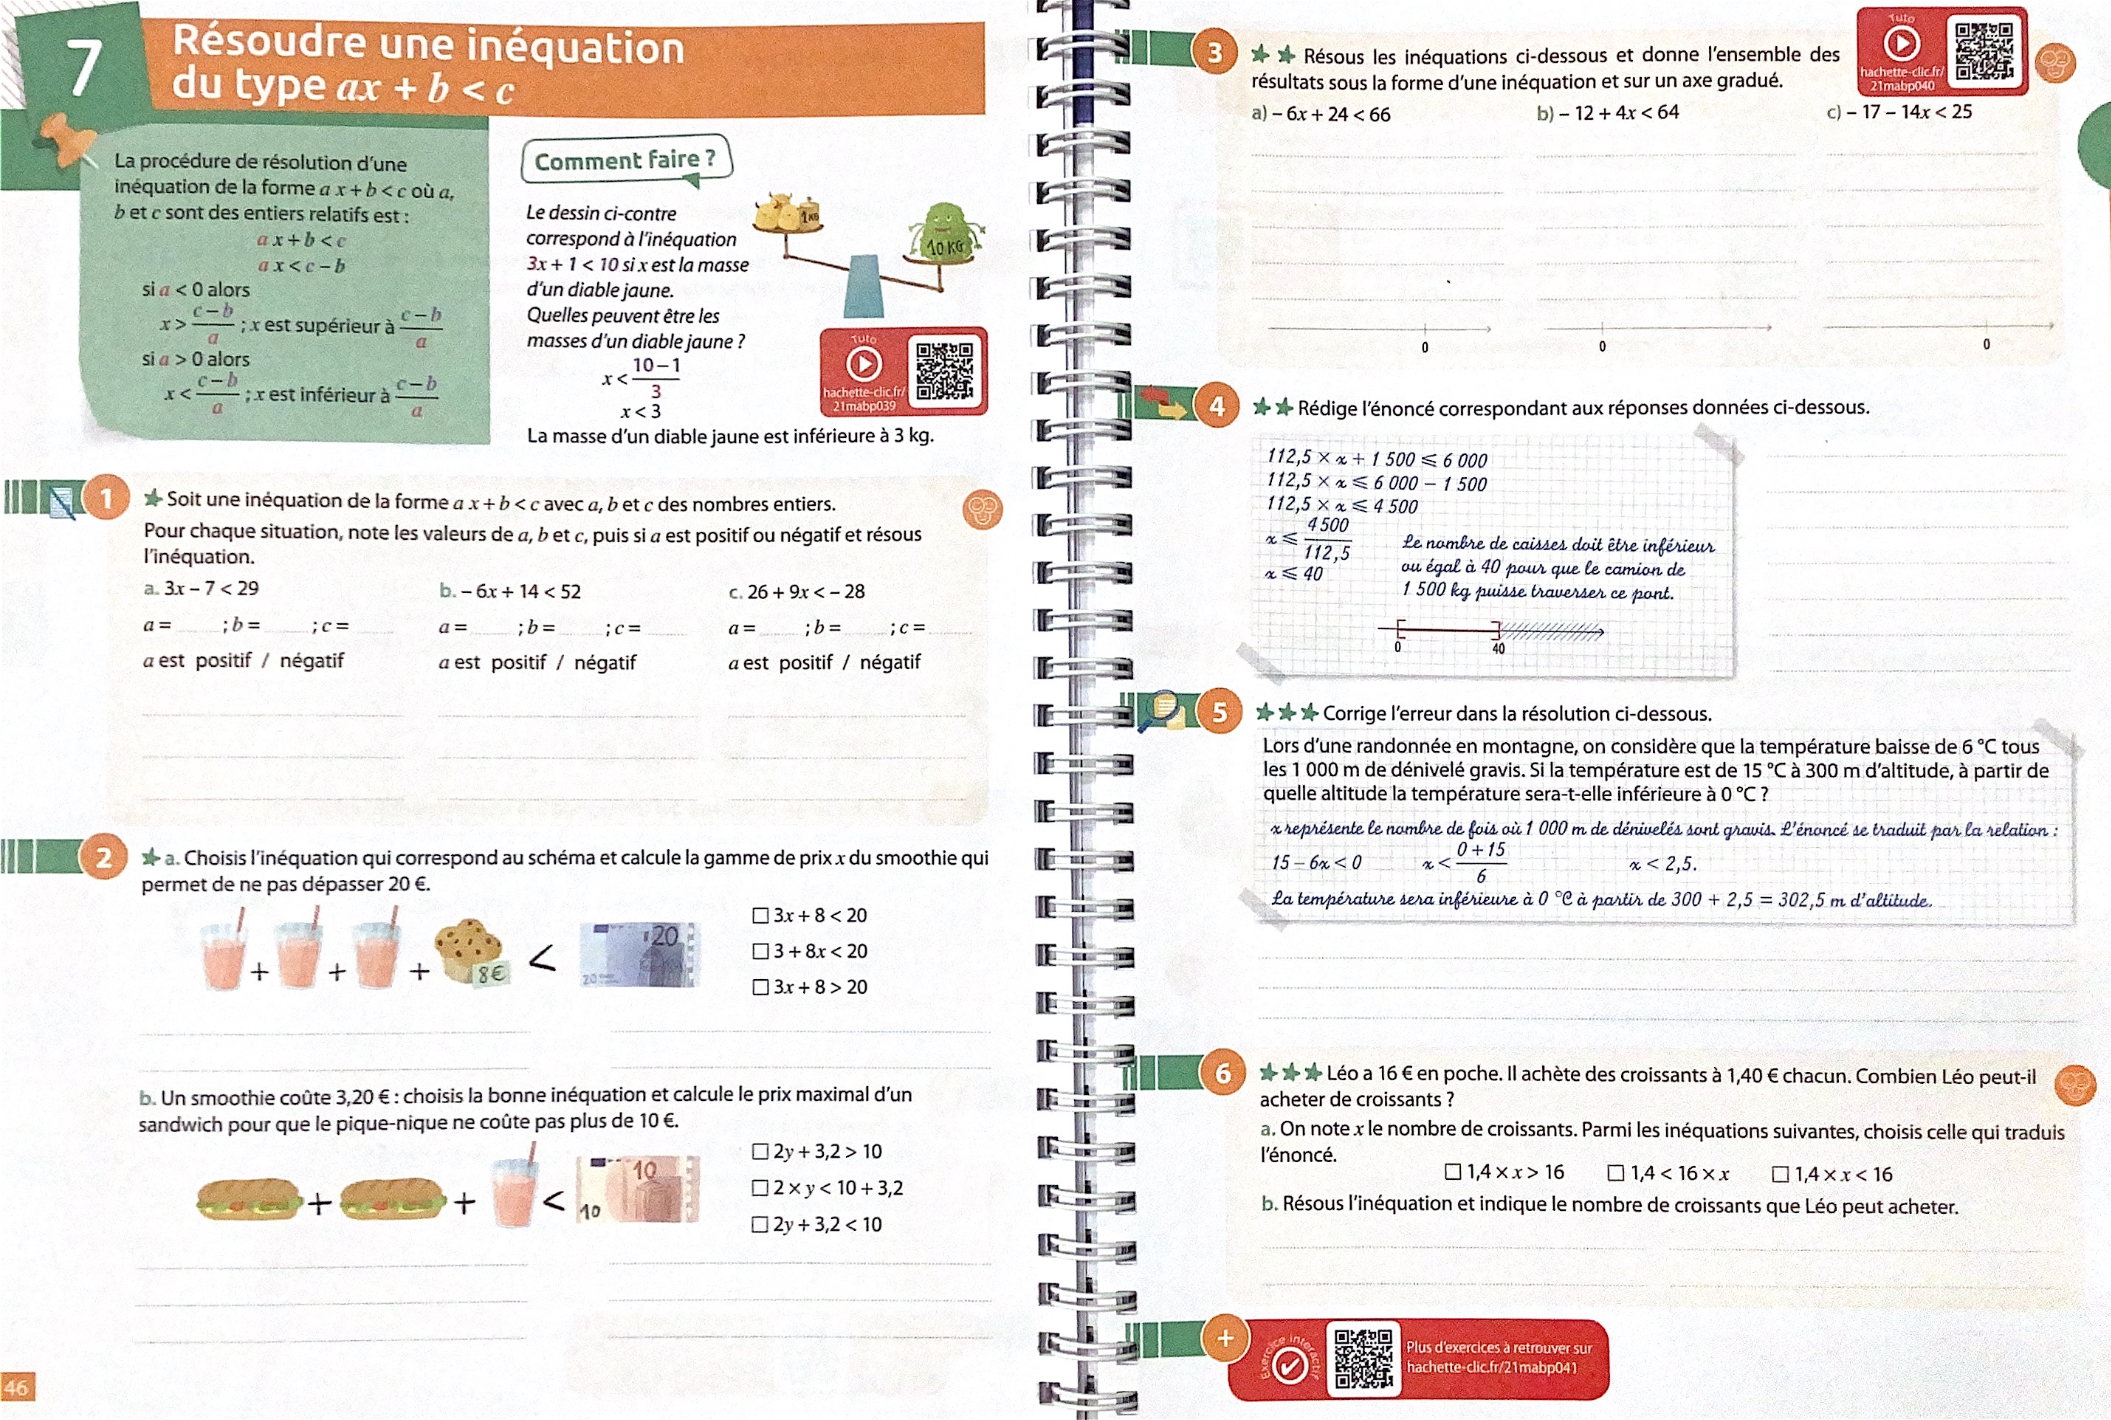 7
Résoudre une inéquation
du type ax + b < c
La procédure de résolution d'une
inéquation de la forme a x + b < c où a,
b et c sont des entiers relatifs est :
a x + b < c
a x < c – b
si a < 0 alors
x > (c – b)/a ; x est supérieur à (c – b)/a
si a > 0 alors
x < (c – b)/a ; x est inférieur à (c – b)/a
Comment faire ?
Le dessin ci-contre
correspond à l'inéquation
3x + 1 < 10 si x est la masse
d'un diable jaune.
Quelles peuvent être les
masses d'un diable jaune ?
x < (10 – 1)/3
x < 3
La masse d'un diable jaune est inférieure à 3 kg.
1 KG
10 KG
Tuto
hachette-clic.fr/
21mabp039
1
Soit une inéquation de la forme a x + b < c avec a, b et c des nombres entiers.
Pour chaque situation, note les valeurs de a, b et c, puis si a est positif ou négatif et résous
l'inéquation.
a. 3x – 7 < 29 b. – 6x + 14 < 52 c. 26 + 9x < – 28
a = ; b = ; c = a = ; b = ; c = a = ; b = ; c =
a est positif / négatif a est positif / négatif a est positif / négatif
2
a. Choisis l'inéquation qui correspond au schéma et calcule la gamme de prix x du smoothie qui
permet de ne pas dépasser 20 €.
+ + + 8€ < 20 20
☐ 3x + 8 < 20
☐ 3 + 8x < 20
☐ 3x + 8 > 20
b. Un smoothie coûte 3,20 € : choisis la bonne inéquation et calcule le prix maximal d'un
sandwich pour que le pique-nique ne coûte pas plus de 10 €.
+ + < 10 10
☐ 2y + 3,2 > 10
☐ 2 × y < 10 + 3,2
☐ 2y + 3,2 < 10
46
3
Résous les inéquations ci-dessous et donne l'ensemble des
résultats sous la forme d'une inéquation et sur un axe gradué.
Tuto
hachette-clic.fr/
21mabp040
a) – 6x + 24 < 66 b) – 12 + 4x < 64 c) – 17 – 14x < 25
0 0 0
4
Rédige l'énoncé correspondant aux réponses données ci-dessous.
112,5 × x + 1 500 ⩽ 6 000
112,5 × x ⩽ 6 000 – 1 500
112,5 × x ⩽ 4 500
x ⩽ 4 500/112,5
x ⩽ 40
Le nombre de caisses doit être inférieur
ou égal à 40 pour que le camion de
1 500 kg puisse traverser ce pont.
0 40
5
Corrige l'erreur dans la résolution ci-dessous.
Lors d'une randonnée en montagne, on considère que la température baisse de 6 °C tous
les 1 000 m de dénivelé gravis. Si la température est de 15 °C à 300 m d'altitude, à partir de
quelle altitude la température sera-t-elle inférieure à 0 °C ?
x représente le nombre de fois où 1 000 m de dénivelés sont gravis. L'énoncé se traduit par la relation :
15 – 6x < 0 x < (0 + 15)/6 x < 2,5.
La température sera inférieure à 0 °C à partir de 300 + 2,5 = 302,5 m d'altitude.
6
Léo a 16 € en poche. Il achète des croissants à 1,40 € chacun. Combien Léo peut-il
acheter de croissants ?
a. On note x le nombre de croissants. Parmi les inéquations suivantes, choisis celle qui traduis
l'énoncé.
☐ 1,4 × x > 16 ☐ 1,4 < 16 × x ☐ 1,4 × x < 16
b. Résous l'inéquation et indique le nombre de croissants que Léo peut acheter.
+
Exercice interactif
Plus d'exercices à retrouver sur
hachette-clic.fr/21mabp041